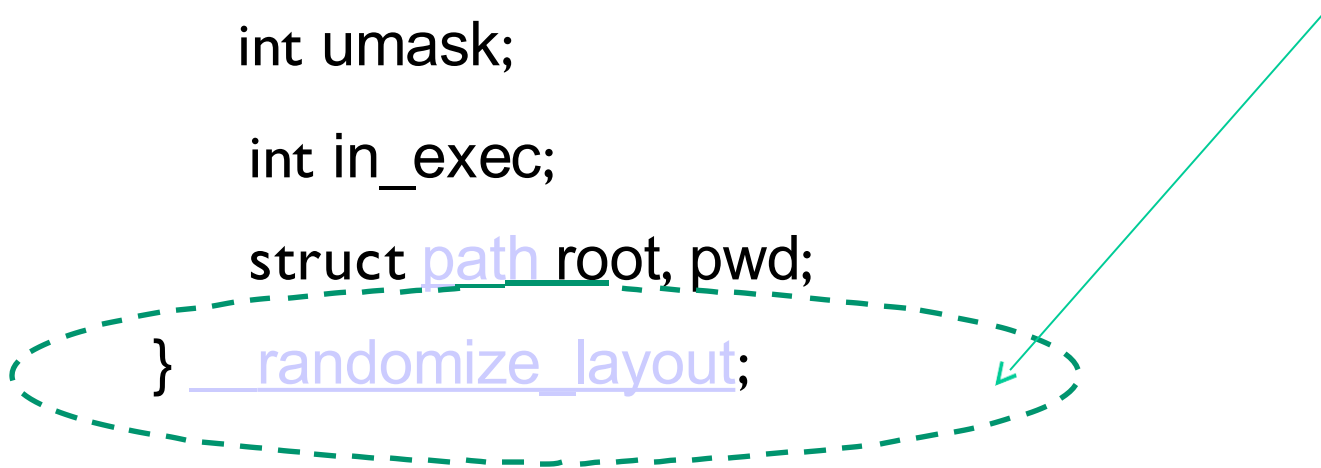 int umask;
int in_exec;
struct path root, pwd;
} __randomize_layout;